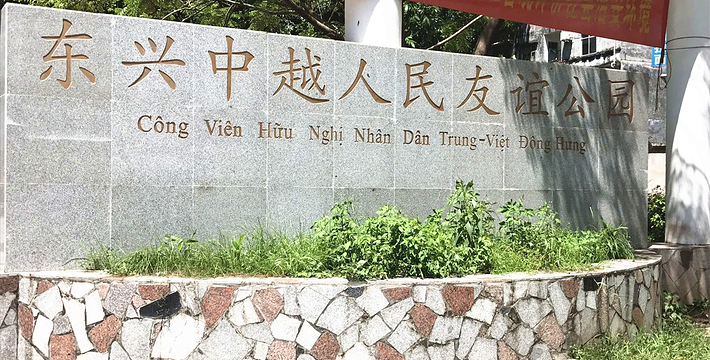 东兴中越人民友谊公园
Công Viên Hữu Nghị Nhân Dân Trung-Việt Đông Hưng